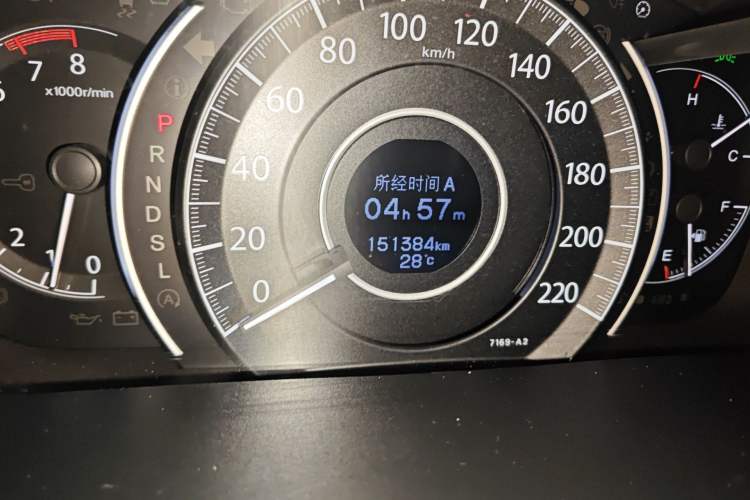 6 7 8
x1000r/min
2 1 0
P
R
N
D
S
L
A
0 20 40 60 80 100 120 140 160 180 200 220
km/h
所经时间 A
04h 57m
151384km
28℃
7169-A2
H
C
F
E